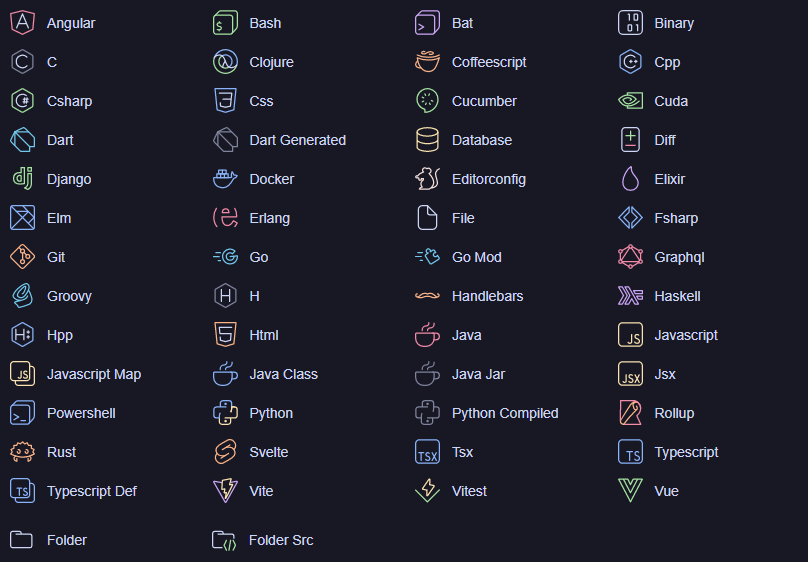 Angular Bash Bat Binary
C Clojure Coffeescript Cpp
Csharp Css Cucumber Cuda
Dart Dart Generated Database Diff
Django Docker Editorconfig Elixir
Elm Erlang File Fsharp
Git Go Go Mod Graphql
Groovy H Handlebars Haskell
Hpp Html Java Javascript
Javascript Map Java Class Java Jar Jsx
Powershell Python Python Compiled Rollup
Rust Svelte Tsx Typescript
Typescript Def Vite Vitest Vue
Folder Folder Src